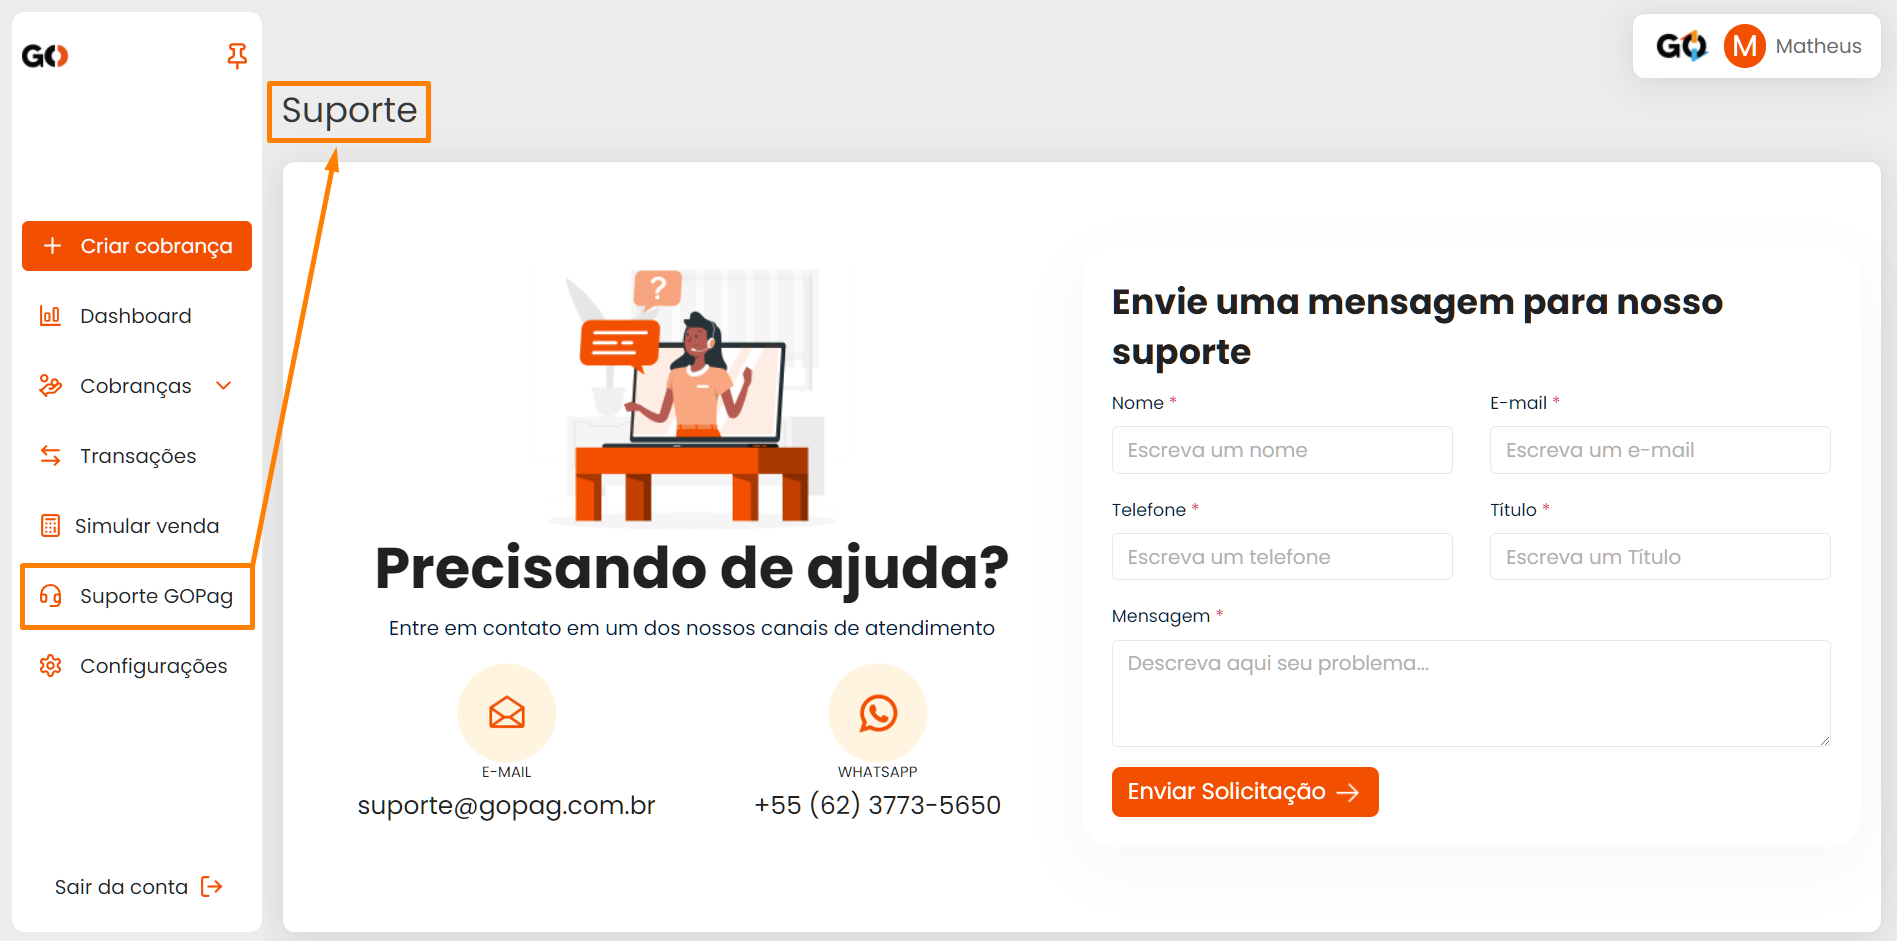 GO
GO
M
Matheus
Suporte
Criar cobrança
Dashboard
Cobranças
Transações
Simular venda
Suporte GOPag
Configurações
Sair da conta
?
Precisando de ajuda?
Entre em contato em um dos nossos canais de atendimento
E-MAIL
suporte@gopag.com.br
WHATSAPP
+55 (62) 3773-5650
Envie uma mensagem para nosso
suporte
Nome *
Escreva um nome
E-mail *
Escreva um e-mail
Telefone *
Escreva um telefone
Título *
Escreva um Título
Mensagem *
Descreva aqui seu problema...
Enviar Solicitação